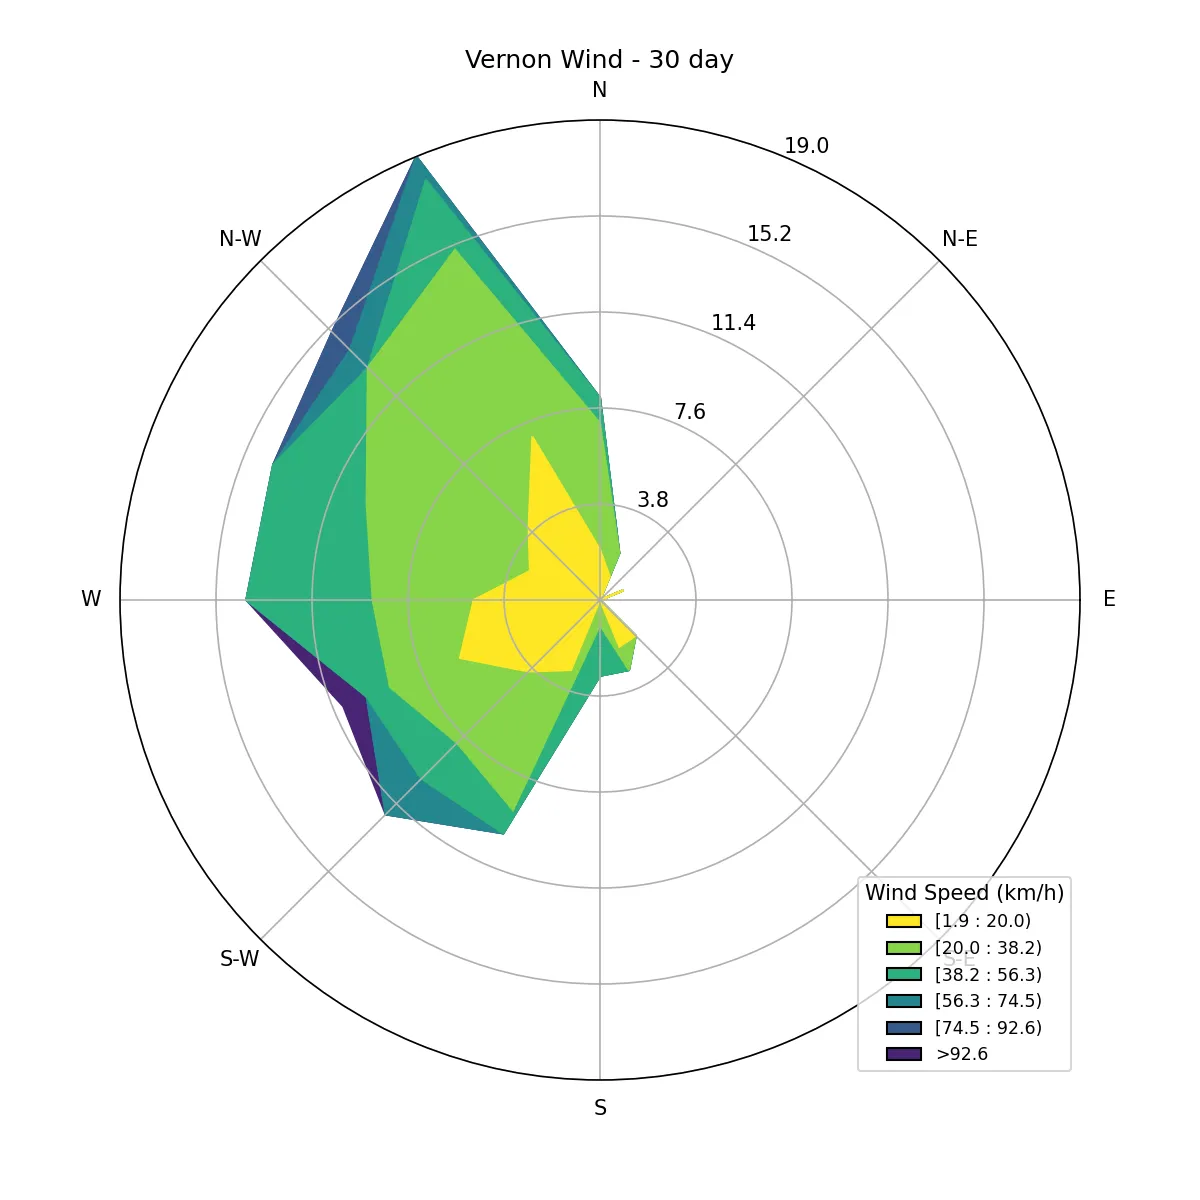 Vernon Wind - 30 day
N
19.0
15.2
N-W
N-E
11.4
7.6
3.8
W
E
Wind Speed (km/h)
[1.9 : 20.0)
[20.0 : 38.2)
S-W
S-E
[38.2 : 56.3)
[56.3 : 74.5)
[74.5 : 92.6)
>92.6
S